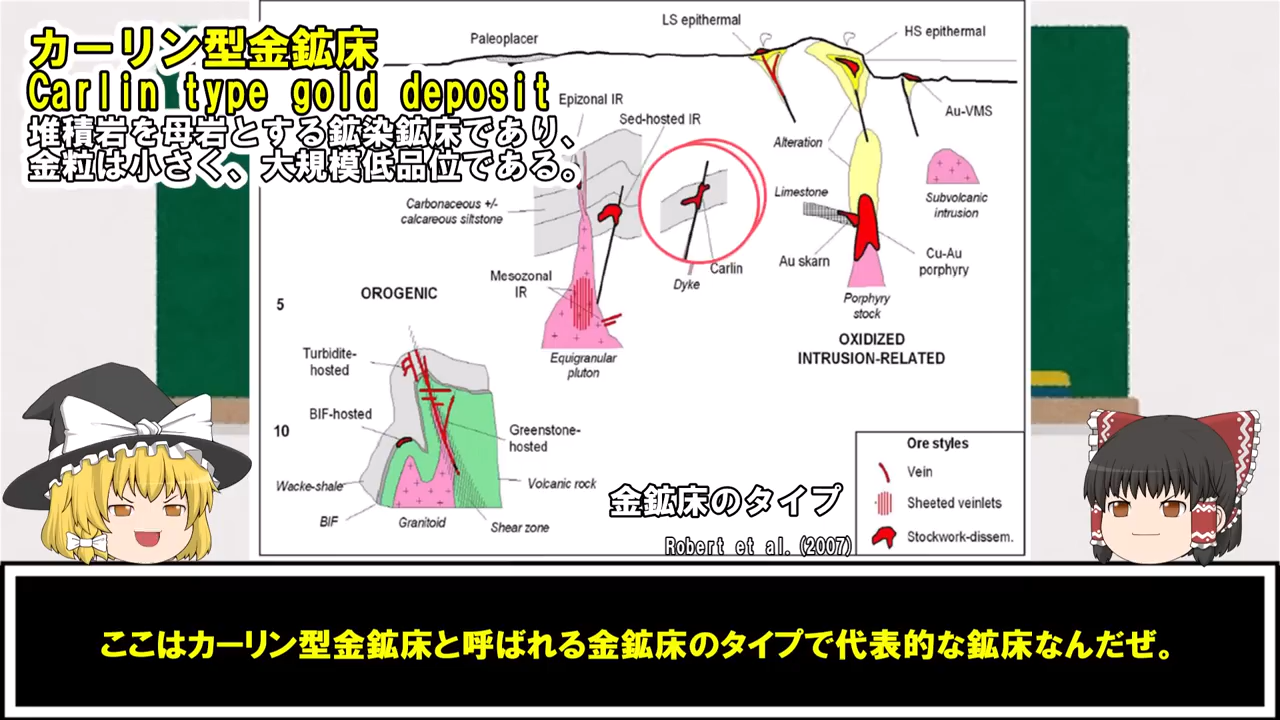 カーリン型金鉱床
Carlin type gold deposit
堆積岩を母岩とする鉱染鉱床であり、
金粒は小さく、大規模低品位である。
Paleoplacer
LS epithermal
HS epithermal
Epizonal IR
Sed-hosted IR
Au-VMS
Alteration
Carbonaceous +/-
calcareous siltstone
Limestone
Subvolcanic
intrusion
Au skarn
Cu-Au
porphyry
Carlin
Dyke
Mesozonal
IR
Porphyry
stock
OROGENIC
5
Equigranular
pluton
OXIDIZED
INTRUSION-RELATED
Turbidite-
hosted
BIF-hosted
10
Greenstone-
hosted
Wacke-shale
Volcanic rock
BIF
Granitoid
Shear zone
Ore styles
Vein
Sheeted veinlets
Stockwork-dissem.
金鉱床のタイプ
Robert et al.(2007)
ここはカーリン型金鉱床と呼ばれる金鉱床のタイプで代表的な鉱床なんだぜ。